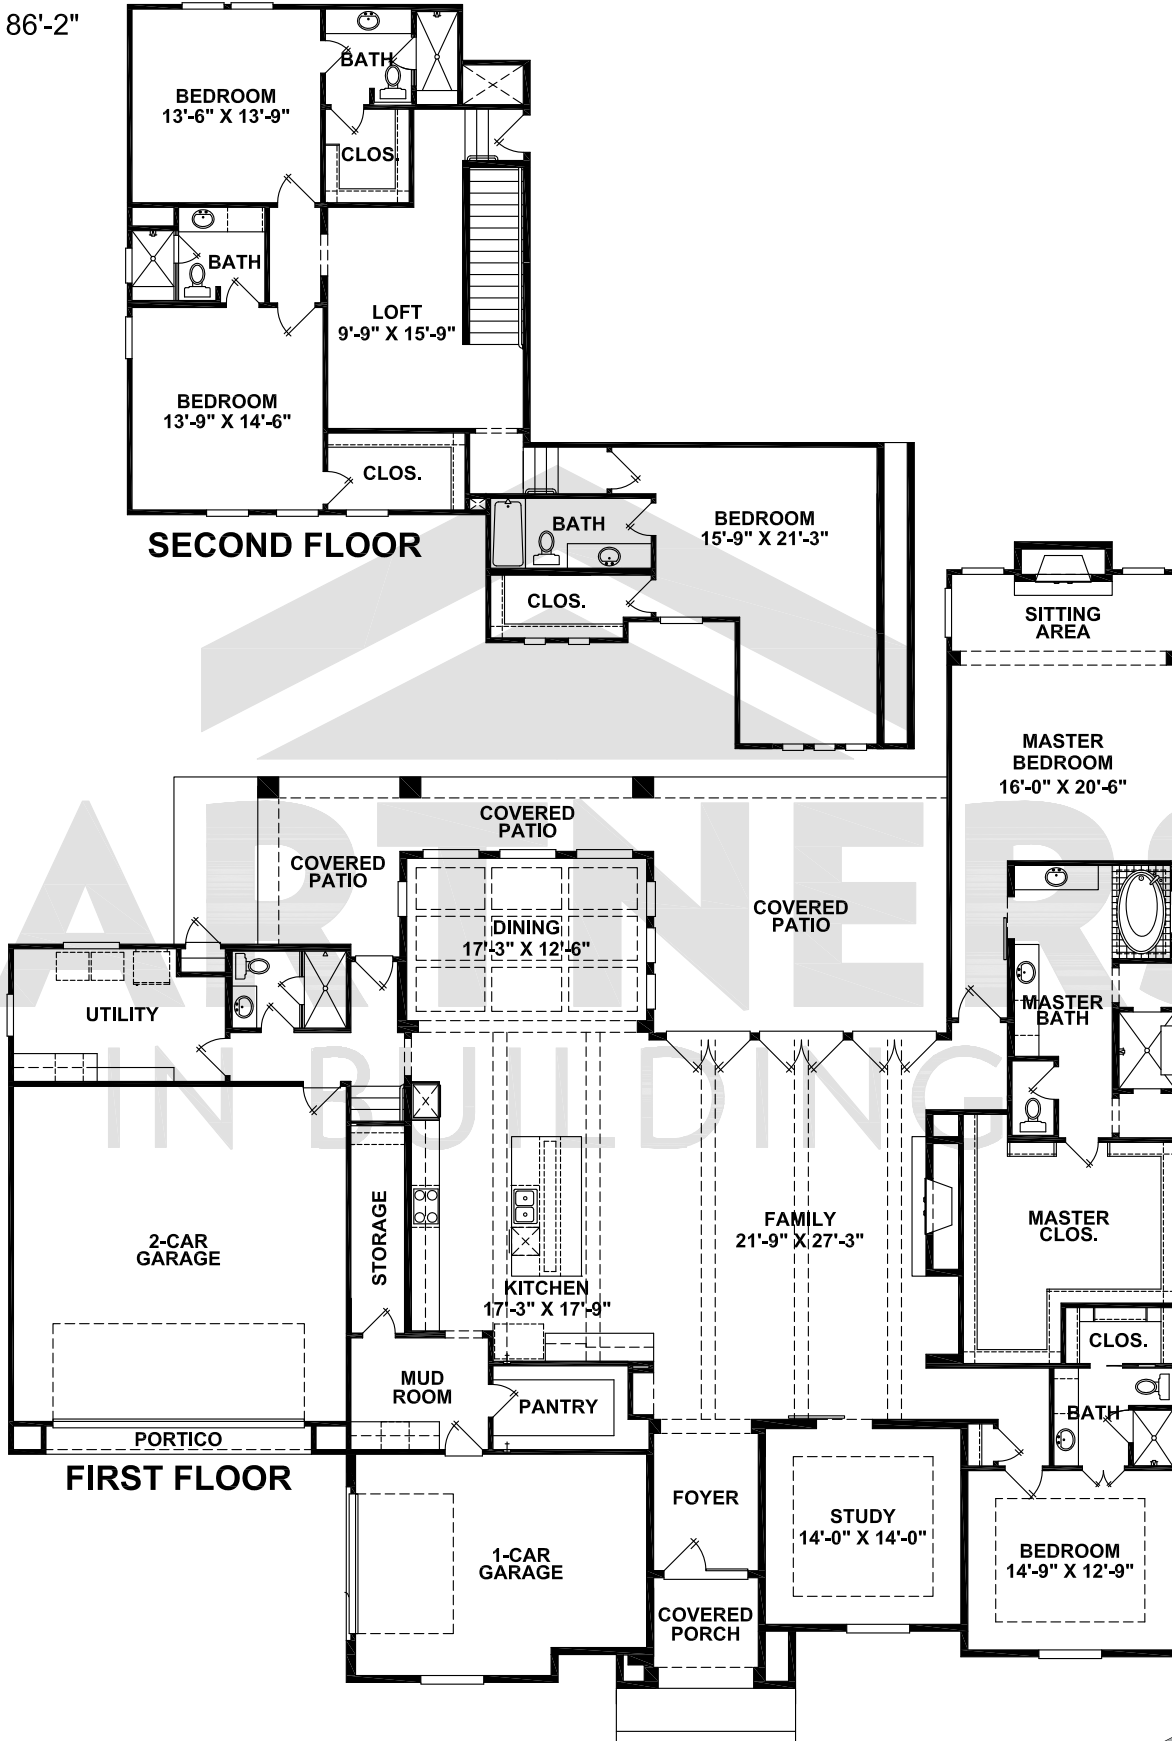 86'-2"
BATH
BEDROOM
13'-6" X 13'-9"
CLOS.
BATH
LOFT
9'-9" X 15'-9"
BEDROOM
13'-9" X 14'-6"
CLOS.
SECOND FLOOR
BATH
BEDROOM
15'-9" X 21'-3"
CLOS.
SITTING
AREA
MASTER
BEDROOM
16'-0" X 20'-6"
COVERED
PATIO
COVERED
PATIO
COVERED
PATIO
DINING
17'-3" X 12'-6"
ARTNERS
IN BUILDING
UTILITY
MASTER
BATH
2-CAR
GARAGE
STORAGE
FAMILY
21'-9" X 27'-3"
MASTER
CLOS.
KITCHEN
17'-3" X 17'-9"
CLOS.
MUD
ROOM
PANTRY
BATH
PORTICO
FIRST FLOOR
FOYER
STUDY
14'-0" X 14'-0"
1-CAR
GARAGE
BEDROOM
14'-9" X 12'-9"
COVERED
PORCH